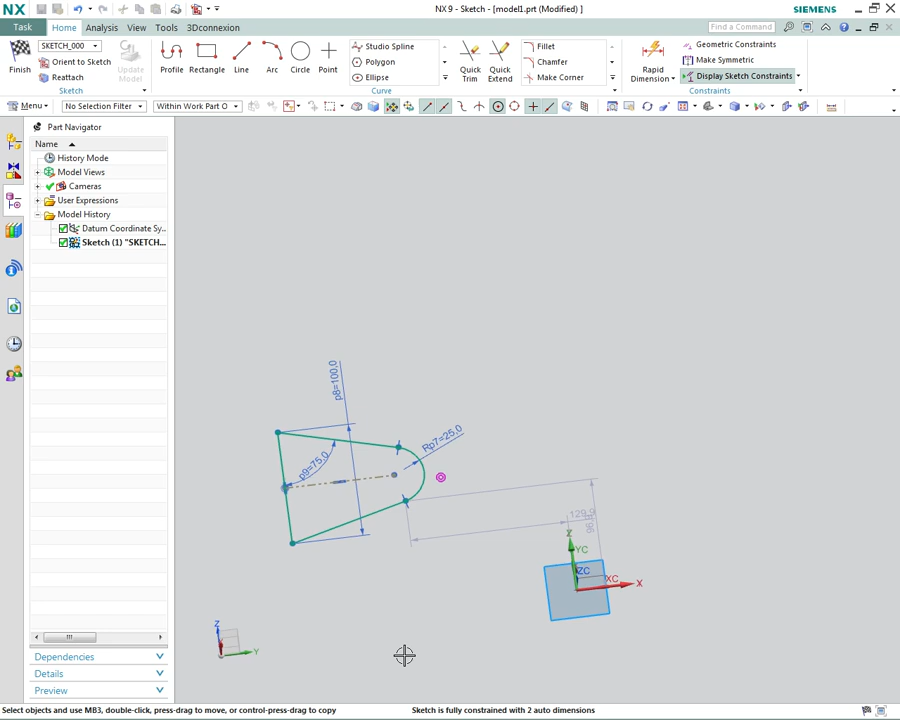 NX
NX 9 - Sketch - [model1.prt (Modified) ]
SIEMENS
Task
Home
Analysis
View
Tools
3Dconnexion
Find a Command
Finish
SKETCH_000
Orient to Sketch
Reattach
Update Model
Sketch
Profile
Rectangle
Line
Arc
Circle
Point
Studio Spline
Polygon
Ellipse
Curve
Quick Trim
Quick Extend
Fillet
Chamfer
Make Corner
Rapid Dimension
Geometric Constraints
Make Symmetric
Display Sketch Constraints
Constraints
Menu
No Selection Filter
Within Work Part O
Part Navigator
Name
History Mode
Model Views
Cameras
User Expressions
Model History
Datum Coordinate Sy...
Sketch (1) "SKETCH...
p8=100,0
Rp7=25,0
p9=75,0
Z
YC
ZC
XC
X
Z
Y
Dependencies
Details
Preview
Select objects and use MB3, double-click, press-drag to move, or control-press-drag to copy
Sketch is fully constrained with 2 auto dimensions